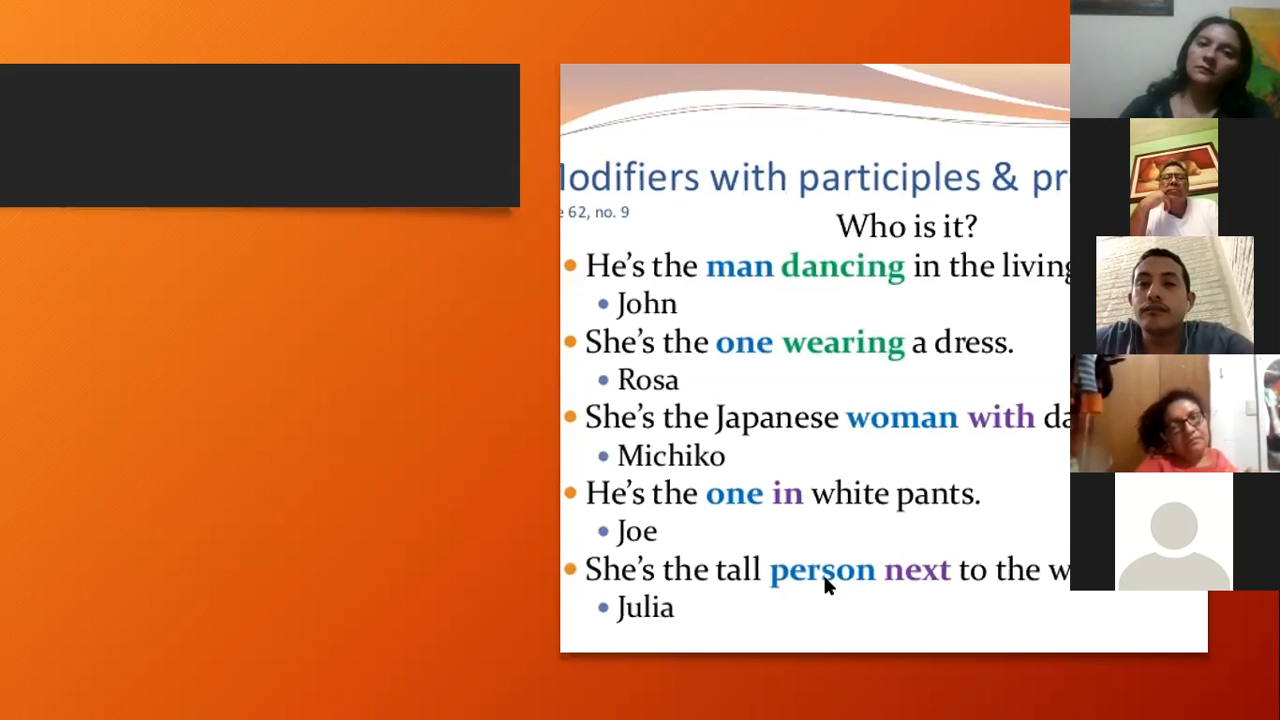 odifiers with participles & pr
62, no. 9
Who is it?
He's the man dancing in the living
John
She's the one wearing a dress.
Rosa
She's the Japanese woman with da
Michiko
He's the one in white pants.
Joe
She's the tall person next to the w
Julia